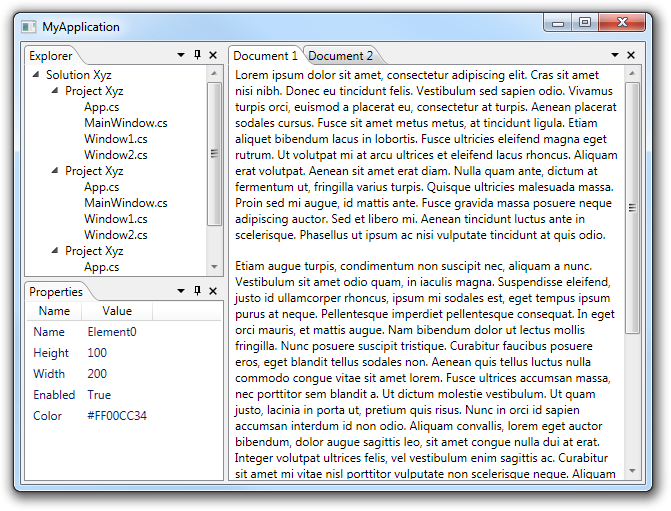 MyApplication
Explorer
Solution Xyz
Project Xyz
App.cs
MainWindow.cs
Window1.cs
Window2.cs
Project Xyz
App.cs
MainWindow.cs
Window1.cs
Window2.cs
Project Xyz
App.cs
Properties
Name Value
Name Element0
Height 100
Width 200
Enabled True
Color #FF00CC34
Document 1 Document 2
Lorem ipsum dolor sit amet, consectetur adipiscing elit. Cras sit amet
nisi nibh. Donec eu tincidunt felis. Vestibulum sed sapien odio. Vivamus
turpis orci, euismod a placerat eu, consectetur at turpis. Aenean placerat
sodales cursus. Fusce sit amet metus metus, at tincidunt ligula. Etiam
aliquet bibendum lacus in lobortis. Fusce ultricies eleifend magna eget
rutrum. Ut volutpat mi at arcu ultrices et eleifend lacus rhoncus. Aliquam
erat volutpat. Aenean sit amet erat diam. Nulla quam ante, dictum at
fermentum ut, fringilla varius turpis. Quisque ultricies malesuada massa.
Proin sed mi augue, id mattis ante. Fusce gravida massa posuere neque
adipiscing auctor. Sed et libero mi. Aenean tincidunt luctus ante in
scelerisque. Phasellus ut ipsum ac nisi vulputate tincidunt at quis odio.
Etiam augue turpis, condimentum non suscipit nec, aliquam a nunc.
Vestibulum sit amet odio quam, in iaculis magna. Suspendisse eleifend,
justo id ullamcorper rhoncus, ipsum mi sodales est, eget tempus ipsum
purus at neque. Pellentesque imperdiet pellentesque consequat. In eget
orci mauris, et mattis augue. Nam bibendum dolor ut lectus mollis
fringilla. Nunc posuere suscipit tristique. Curabitur faucibus posuere
eros, eget blandit tellus sodales non. Aenean quis tellus luctus nulla
commodo congue vitae sit amet lorem. Fusce ultrices accumsan massa,
nec porttitor sem blandit a. Ut dictum molestie vestibulum. Ut quam
justo, lacinia in porta ut, pretium quis risus. Nunc in orci id sapien
accumsan interdum id non odio. Aliquam convallis, lorem eget auctor
bibendum, dolor augue sagittis leo, sit amet congue nulla dui at erat.
Integer volutpat ultrices felis, vel vestibulum enim sagittis ac. Curabitur
sit amet mi vitae nisl porttitor vulputate non scelerisque neque. Aliquam